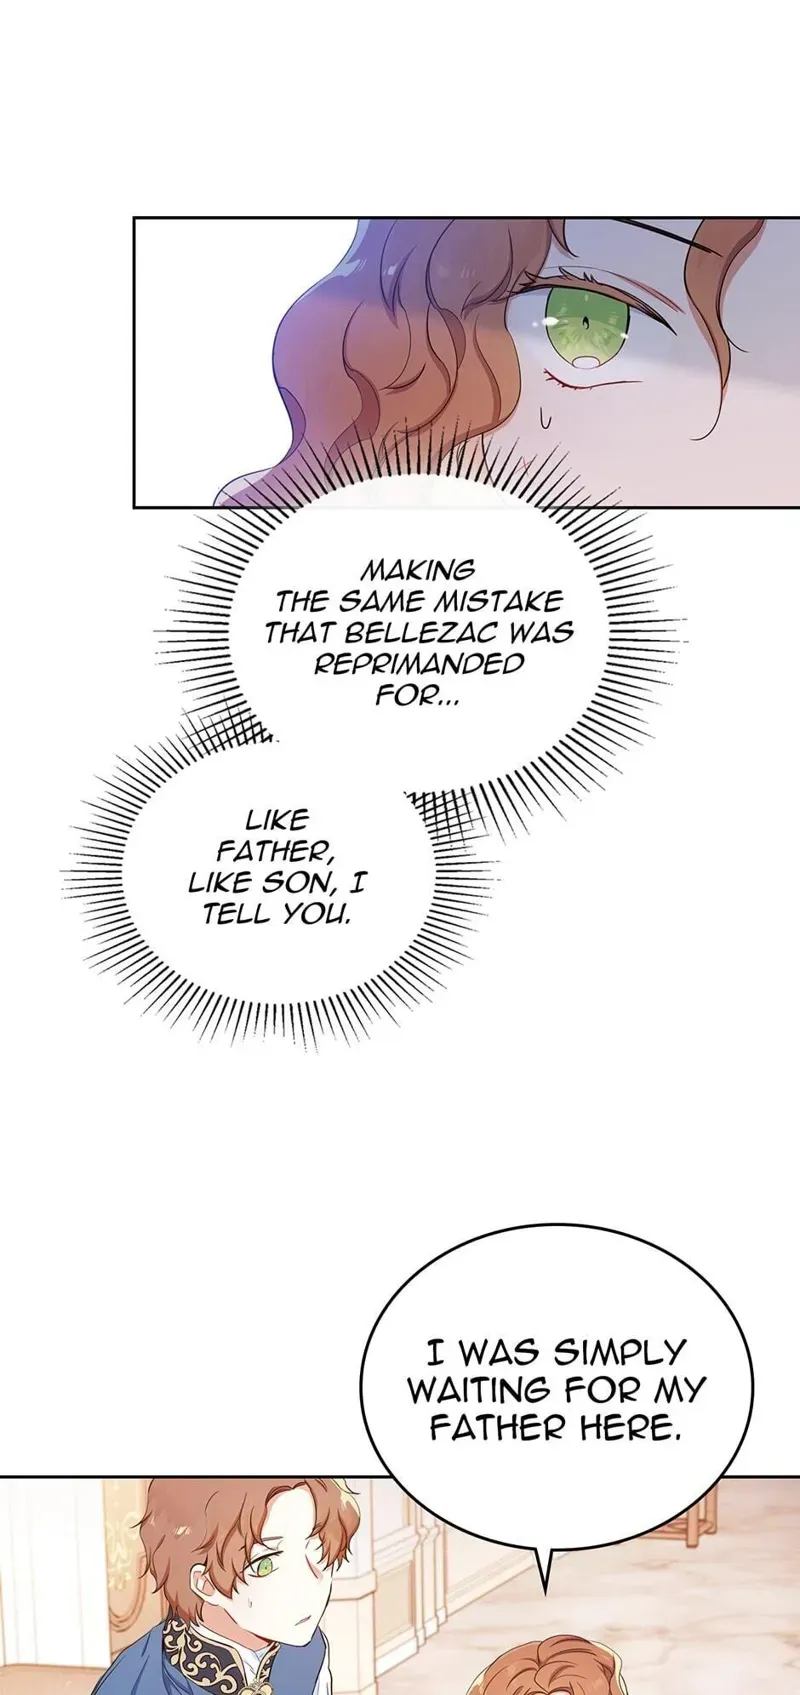 MAKING
THE SAME MISTAKE
THAT BELLEZAC WAS
REPRIMANDED
FOR...
LIKE
FATHER,
LIKE SON, I
TELL YOU.
I WAS SIMPLY
WAITING FOR MY
FATHER HERE.